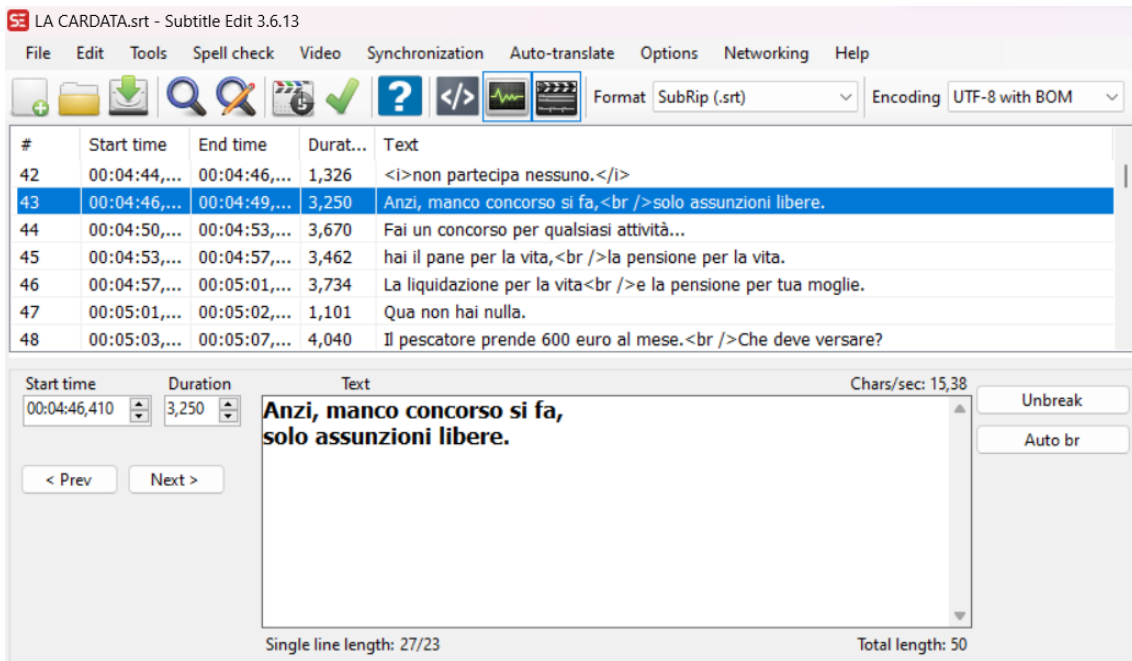 LA CARDATA.srt - Subtitle Edit 3.6.13
File Edit Tools Spell check Video Synchronization Auto-translate Options Networking Help
Format SubRip (.srt) Encoding UTF-8 with BOM
# Start time End time Durat... Text
42 00:04:44,... 00:04:46,... 1,326 <i>non partecipa nessuno.</i>
43 00:04:46,... 00:04:49,... 3,250 Anzi, manco concorso si fa,<br />solo assunzioni libere.
44 00:04:50,... 00:04:53,... 3,670 Fai un concorso per qualsiasi attività...
45 00:04:53,... 00:04:57,... 3,462 hai il pane per la vita,<br />la pensione per la vita.
46 00:04:57,... 00:05:01,... 3,734 La liquidazione per la vita<br />e la pensione per tua moglie.
47 00:05:01,... 00:05:02,... 1,101 Qua non hai nulla.
48 00:05:03,... 00:05:07,... 4,040 Il pescatore prende 600 euro al mese.<br />Che deve versare?
Start time Duration Text Chars/sec: 15,38
00:04:46,410 3,250
Anzi, manco concorso si fa,
solo assunzioni libere.
Unbreak
Auto br
< Prev Next >
Single line length: 27/23 Total length: 50